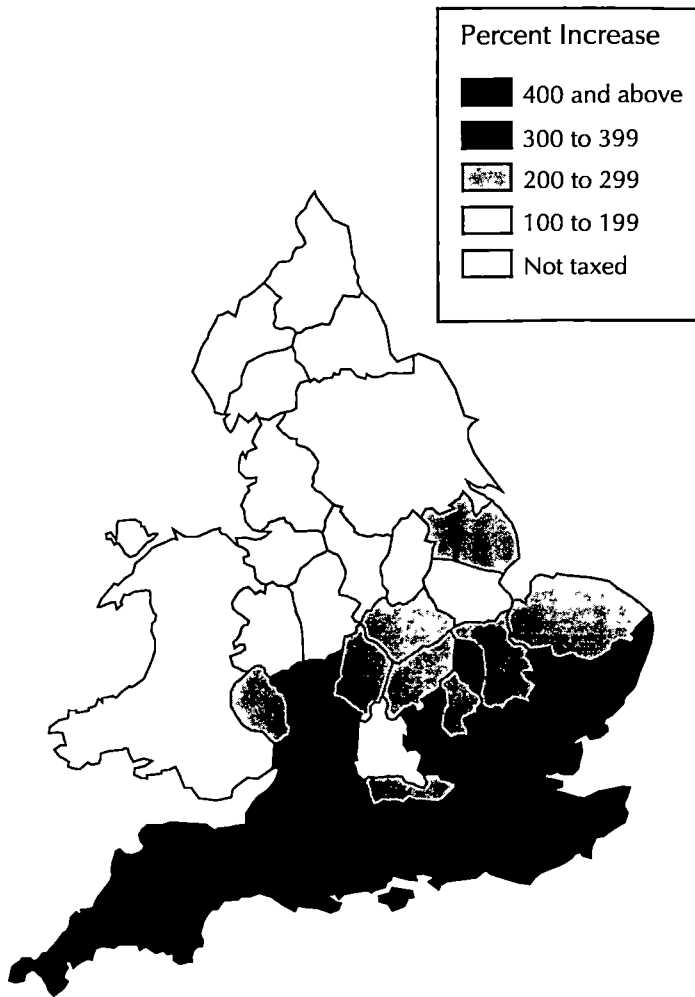 Percent Increase
400 and above
300 to 399
200 to 299
100 to 199
Not taxed